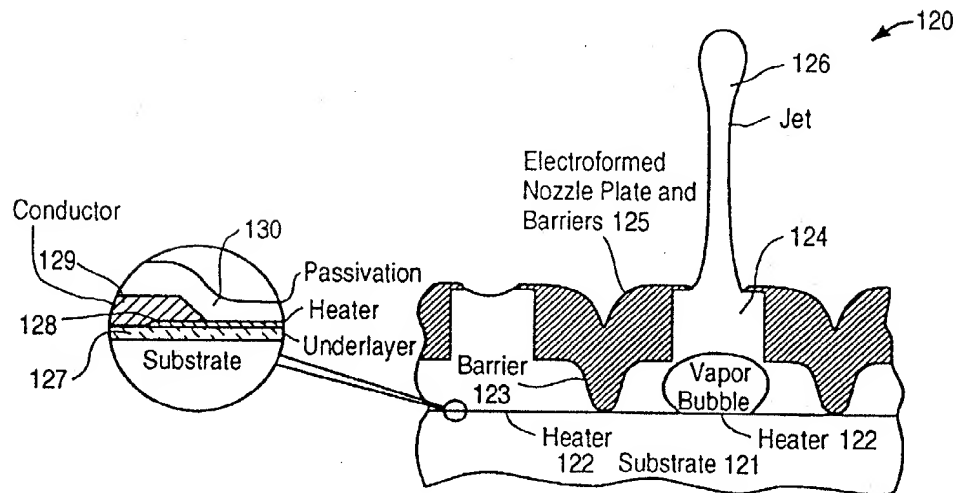 120
126
Jet
Electroformed
Nozzle Plate and
Barriers 125
124
Conductor
129
128
127
130
Passivation
Heater
Underlayer
Substrate
Barrier
123
Vapor
Bubble
Heater
122
Heater 122
Substrate 121